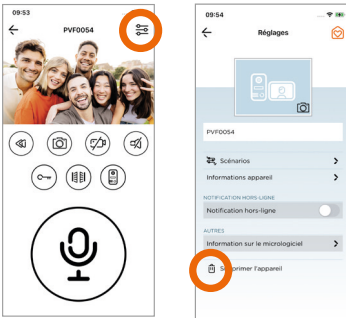 09:53
PVF0054
09:54
Réglages
PVF0054
Scénarios
Informations appareil
NOTIFICATION HORS-LIGNE
Notification hors-ligne
AUTRES
Information sur le micrologiciel
Supprimer l'appareil